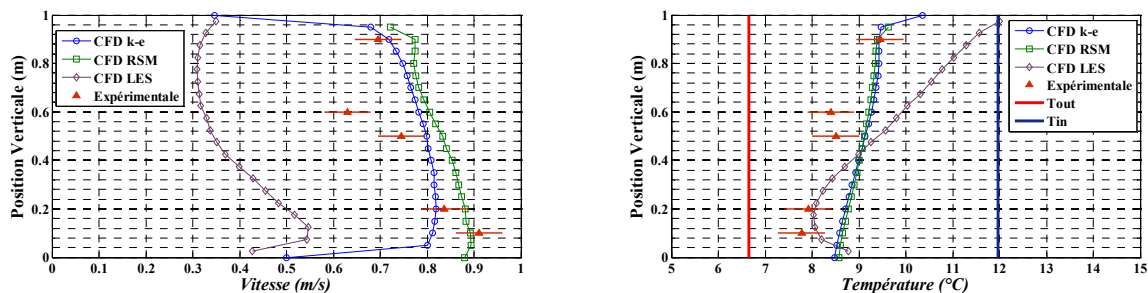 1
0.8
0.6
0.4
0.2
0
Position Verticale (m)
CFD k-e
CFD RSM
CFD LES
Expérimentale
0 0.1 0.2 0.3 0.4 0.5 0.6 0.7 0.8 0.9 1
Vitesse (m/s)
1
0.8
0.6
0.4
0.2
0
Position Verticale (m)
CFD k-e
CFD RSM
CFD LES
Expérimentale
Tout
Tin
5 6 7 8 9 10 11 12 13 14 15
Température (°C)